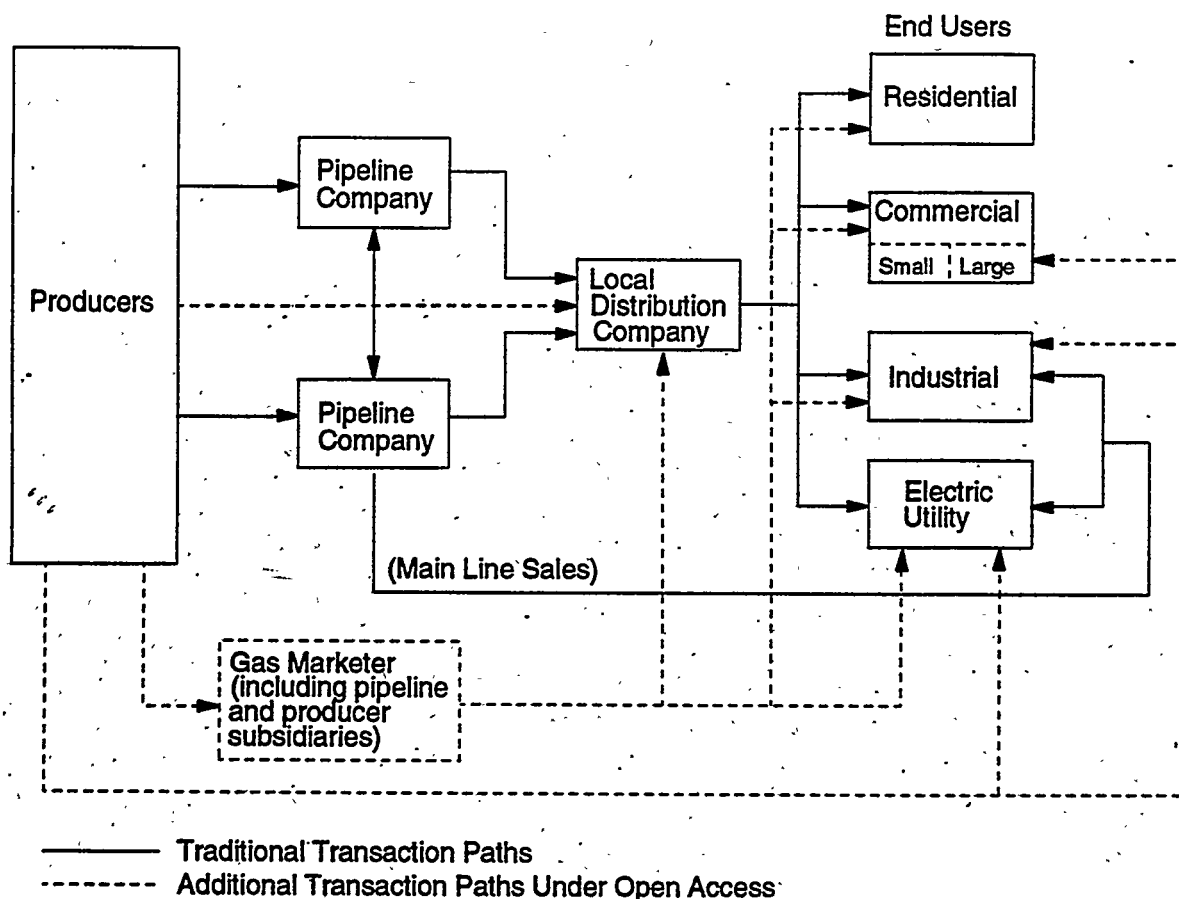 End Users
Residential
Pipeline
Company
Commercial
Small
Large
Producers
Local
Distribution
Company
Industrial
Pipeline
Company
Electric
Utility
(Main Line Sales)
Gas Marketer
(including pipeline
and producer
subsidiaries)
Traditional Transaction Paths
Additional Transaction Paths Under Open Access